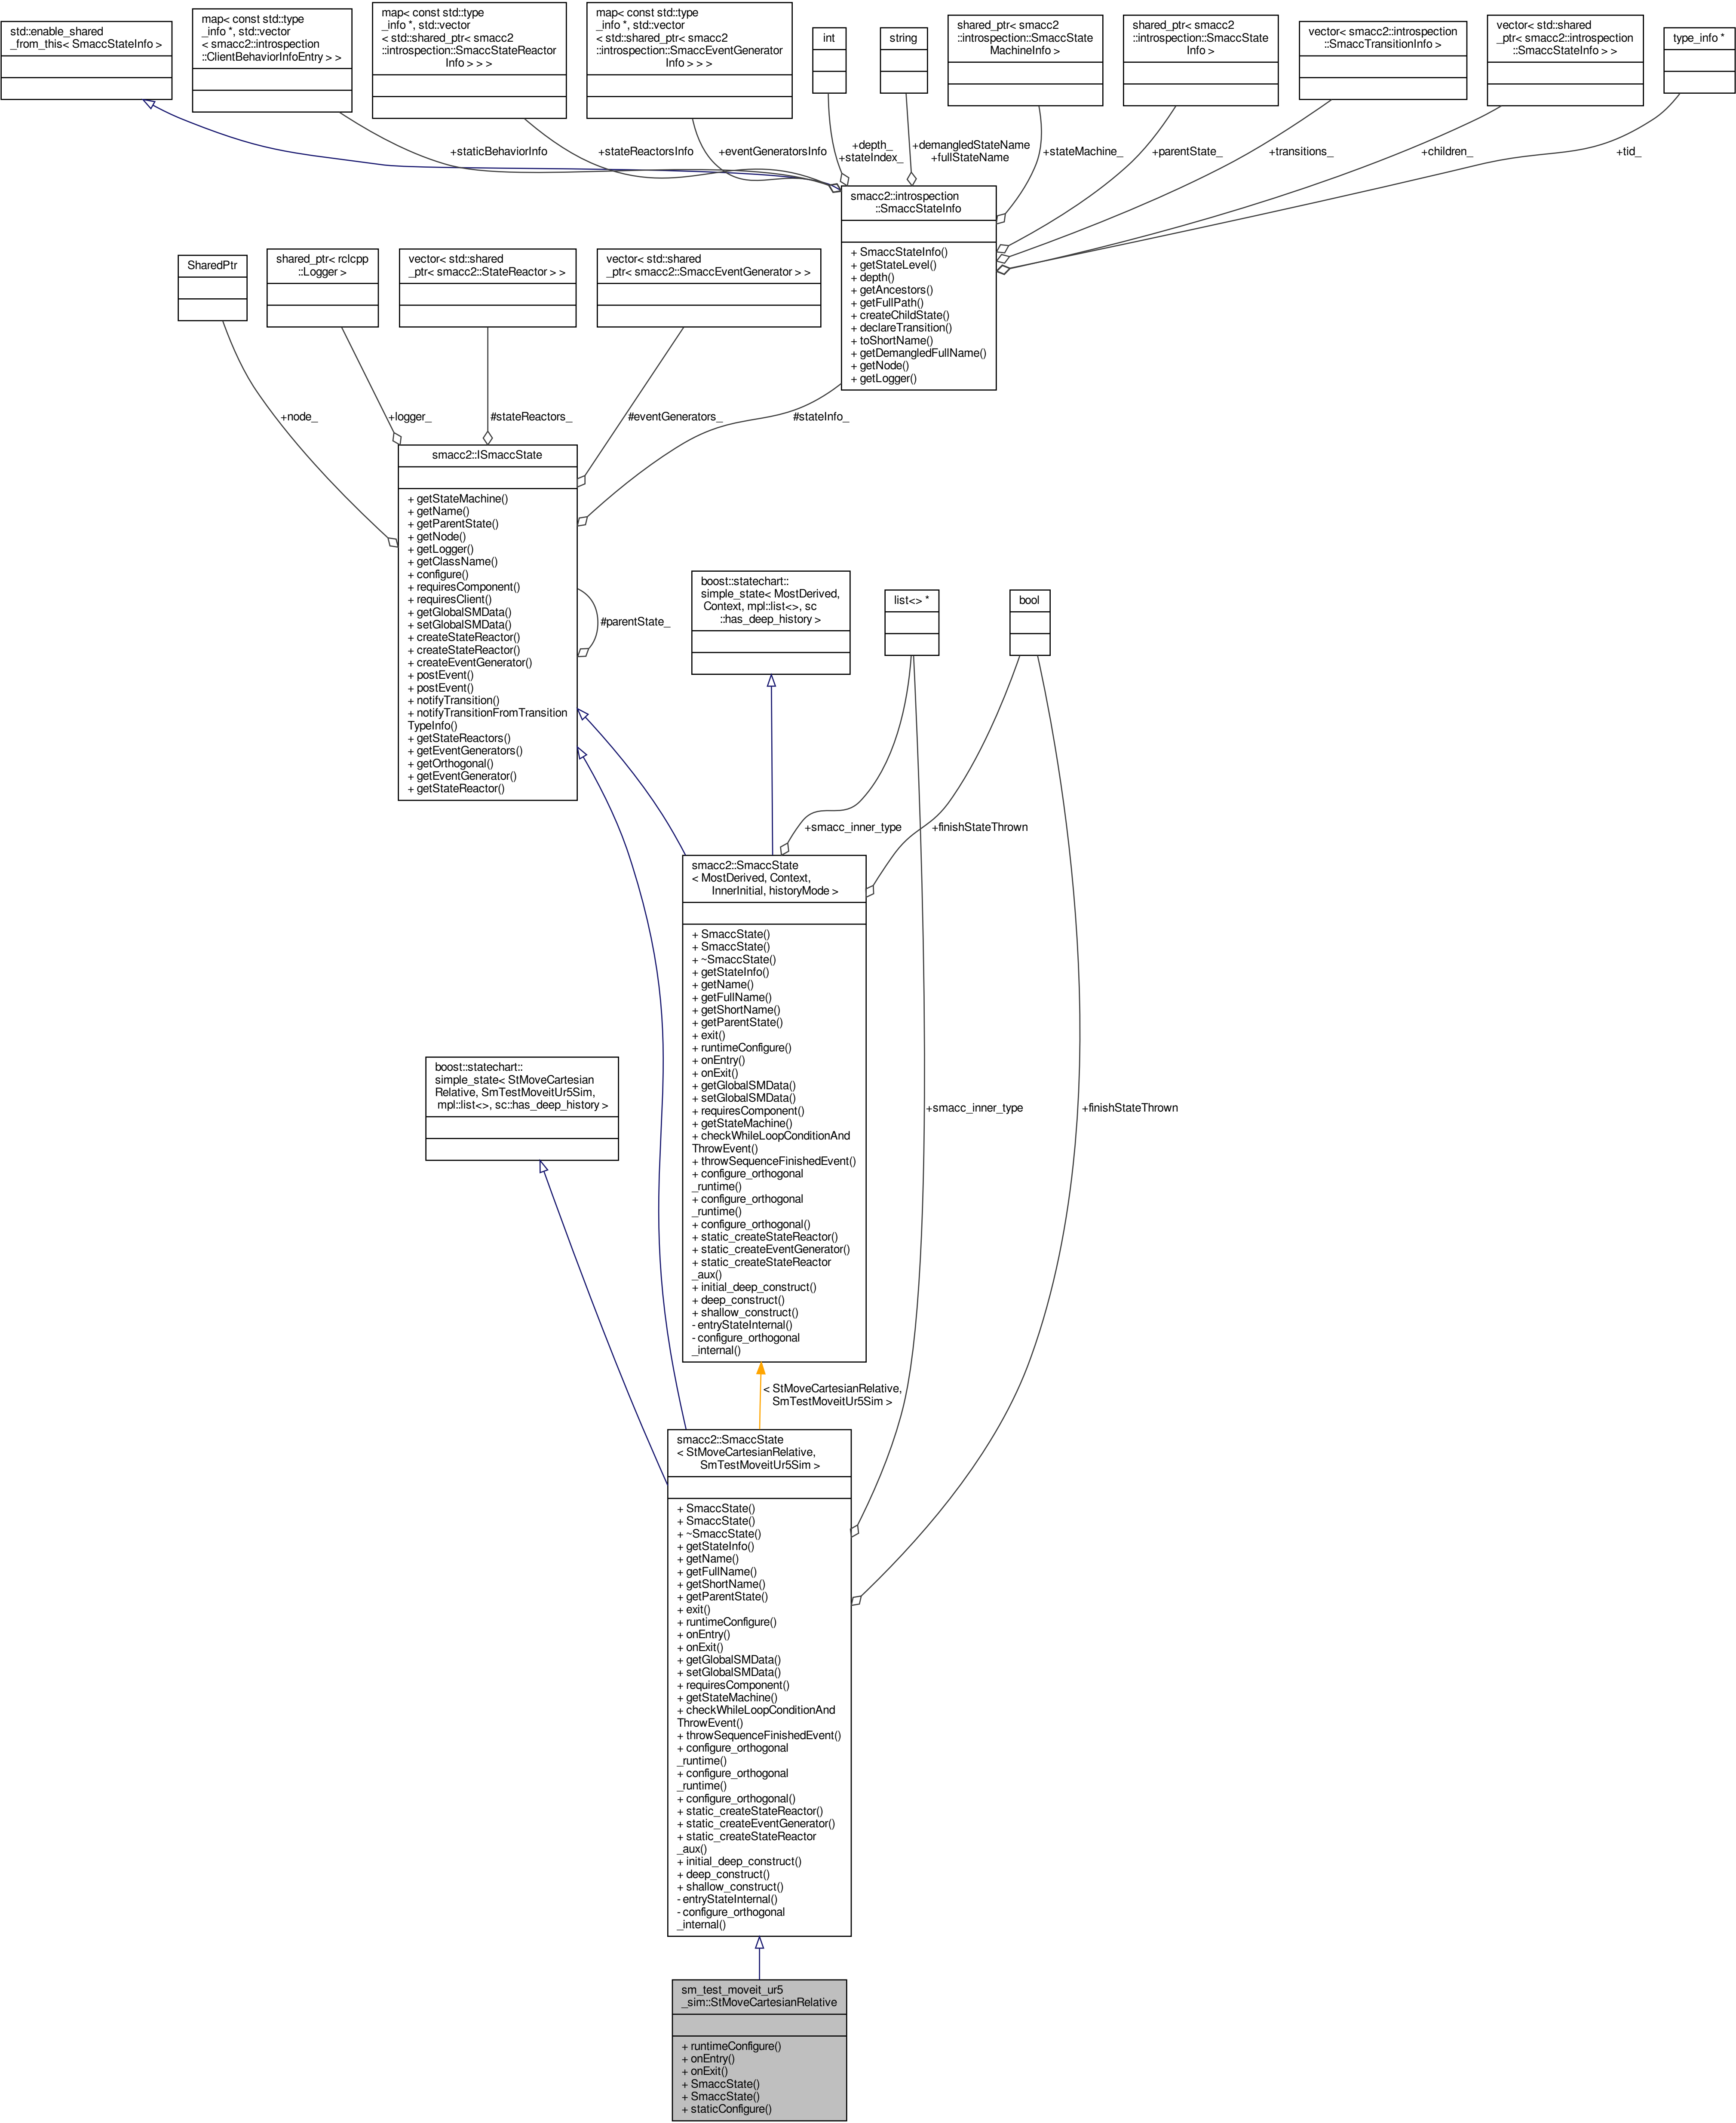 std::enable_shared
_from_this< SmaccStateInfo >
map< const std::type
_info *, std::vector
< smacc2::introspection
::ClientBehaviorInfoEntry > >
map< const std::type
_info *, std::vector
< std::shared_ptr< smacc2
::introspection::SmaccStateReactor
Info > > >
map< const std::type
_info *, std::vector
< std::shared_ptr< smacc2
::introspection::SmaccEventGenerator
Info > > >
int
string
shared_ptr< smacc2
::introspection::SmaccState
MachineInfo >
shared_ptr< smacc2
::introspection::SmaccState
Info >
vector< smacc2::introspection
::SmaccTransitionInfo >
vector< std::shared
_ptr< smacc2::introspection
::SmaccStateInfo > >
type_info *
+staticBehaviorInfo
+stateReactorsInfo
+eventGeneratorsInfo
+depth_
+stateIndex_
+demangledStateName
+fullStateName
+stateMachine_
+parentState_
+transitions_
+children_
+tid_
smacc2::introspection
::SmaccStateInfo
+ SmaccStateInfo()
+ getStateLevel()
+ depth()
+ getAncestors()
+ getFullPath()
+ createChildState()
+ declareTransition()
+ toShortName()
+ getDemangledFullName()
+ getNode()
+ getLogger()
SharedPtr
shared_ptr< rclcpp
::Logger >
vector< std::shared
_ptr< smacc2::StateReactor > >
vector< std::shared
_ptr< smacc2::SmaccEventGenerator > >
+node_
+logger_
#stateReactors_
#eventGenerators_
#stateInfo_
smacc2::ISmaccState
+ getStateMachine()
+ getName()
+ getParentState()
+ getNode()
+ getLogger()
+ getClassName()
+ configure()
+ requiresComponent()
+ requiresClient()
+ getGlobalSMData()
+ setGlobalSMData()
+ createStateReactor()
+ createStateReactor()
+ createEventGenerator()
+ postEvent()
+ postEvent()
+ notifyTransition()
+ notifyTransitionFromTransition
TypeInfo()
+ getStateReactors()
+ getEventGenerators()
+ getOrthogonal()
+ getEventGenerator()
+ getStateReactor()
#parentState_
boost::statechart::
simple_state< MostDerived,
Context, mpl::list<>, sc
::has_deep_history >
list<> *
bool
+smacc_inner_type
+finishStateThrown
smacc2::SmaccState
< MostDerived, Context,
InnerInitial, historyMode >
+ SmaccState()
+ SmaccState()
+ ~SmaccState()
+ getStateInfo()
+ getName()
+ getFullName()
+ getShortName()
+ getParentState()
+ exit()
+ runtimeConfigure()
+ onEntry()
+ onExit()
+ getGlobalSMData()
+ setGlobalSMData()
+ requiresComponent()
+ getStateMachine()
+ checkWhileLoopConditionAnd
ThrowEvent()
+ throwSequenceFinishedEvent()
+ configure_orthogonal
_runtime()
+ configure_orthogonal
_runtime()
+ configure_orthogonal()
+ static_createStateReactor()
+ static_createEventGenerator()
+ static_createStateReactor
_aux()
+ initial_deep_construct()
+ deep_construct()
+ shallow_construct()
- entryStateInternal()
- configure_orthogonal
_internal()
boost::statechart::
simple_state< StMoveCartesian
Relative, SmTestMoveitUr5Sim,
mpl::list<>, sc::has_deep_history >
+smacc_inner_type
+finishStateThrown
< StMoveCartesianRelative,
SmTestMoveitUr5Sim >
smacc2::SmaccState
< StMoveCartesianRelative,
SmTestMoveitUr5Sim >
+ SmaccState()
+ SmaccState()
+ ~SmaccState()
+ getStateInfo()
+ getName()
+ getFullName()
+ getShortName()
+ getParentState()
+ exit()
+ runtimeConfigure()
+ onEntry()
+ onExit()
+ getGlobalSMData()
+ setGlobalSMData()
+ requiresComponent()
+ getStateMachine()
+ checkWhileLoopConditionAnd
ThrowEvent()
+ throwSequenceFinishedEvent()
+ configure_orthogonal
_runtime()
+ configure_orthogonal
_runtime()
+ configure_orthogonal()
+ static_createStateReactor()
+ static_createEventGenerator()
+ static_createStateReactor
_aux()
+ initial_deep_construct()
+ deep_construct()
+ shallow_construct()
- entryStateInternal()
- configure_orthogonal
_internal()
sm_test_moveit_ur5
_sim::StMoveCartesianRelative
+ runtimeConfigure()
+ onEntry()
+ onExit()
+ SmaccState()
+ SmaccState()
+ staticConfigure()